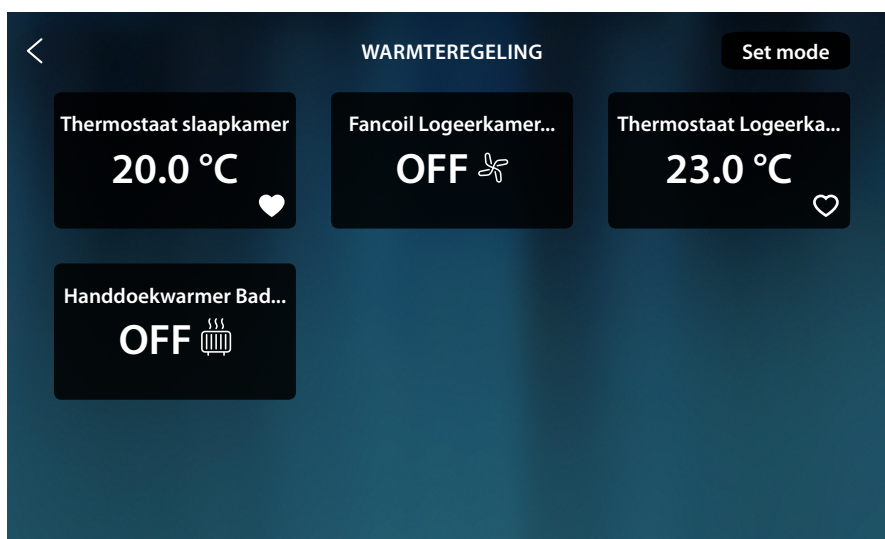 WARMTEREGELING
Set mode
Thermostaat slaapkamer
20.0 °C
Fancoil Logeerkamer...
OFF
Thermostaat Logeerka...
23.0 °C
Handdoekwarmer Bad...
OFF